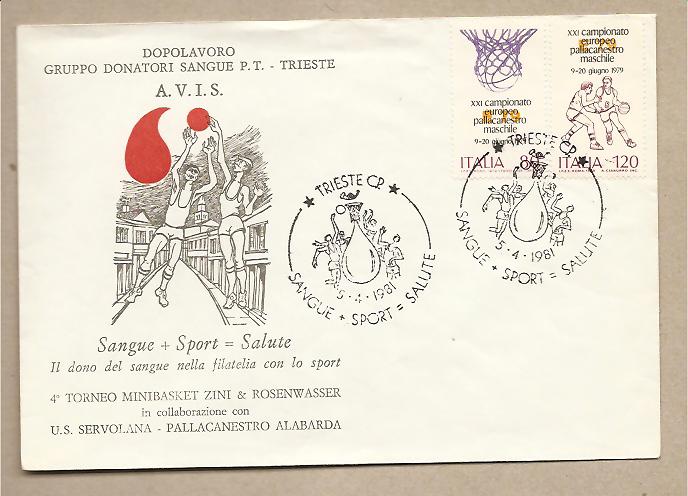 DOPOLAVORO
GRUPPO DONATORI SANGUE P.T. - TRIESTE
A.V.I.S.
Sangue + Sport = Salute
Il dono del sangue nella filatelia con lo sport
4° TORNEO MINIBASKET ZINI & ROSENWASSER
in collaborazione con
U.S. SERVOLANA - PALLACANESTRO ALABARDA
★ TRIESTE C.P. ★
5·4·1981
SANGUE + SPORT = SALUTE
XXI campionato
europeo
pallacanestro
maschile
9-20 giugno
ITALIA
XXI campionato
europeo
pallacanestro
maschile
9-20 giugno 1979
ITALIA 120
★ TRIESTE C.P. ★
5·4·1981
SANGUE + SPORT = SALUTE